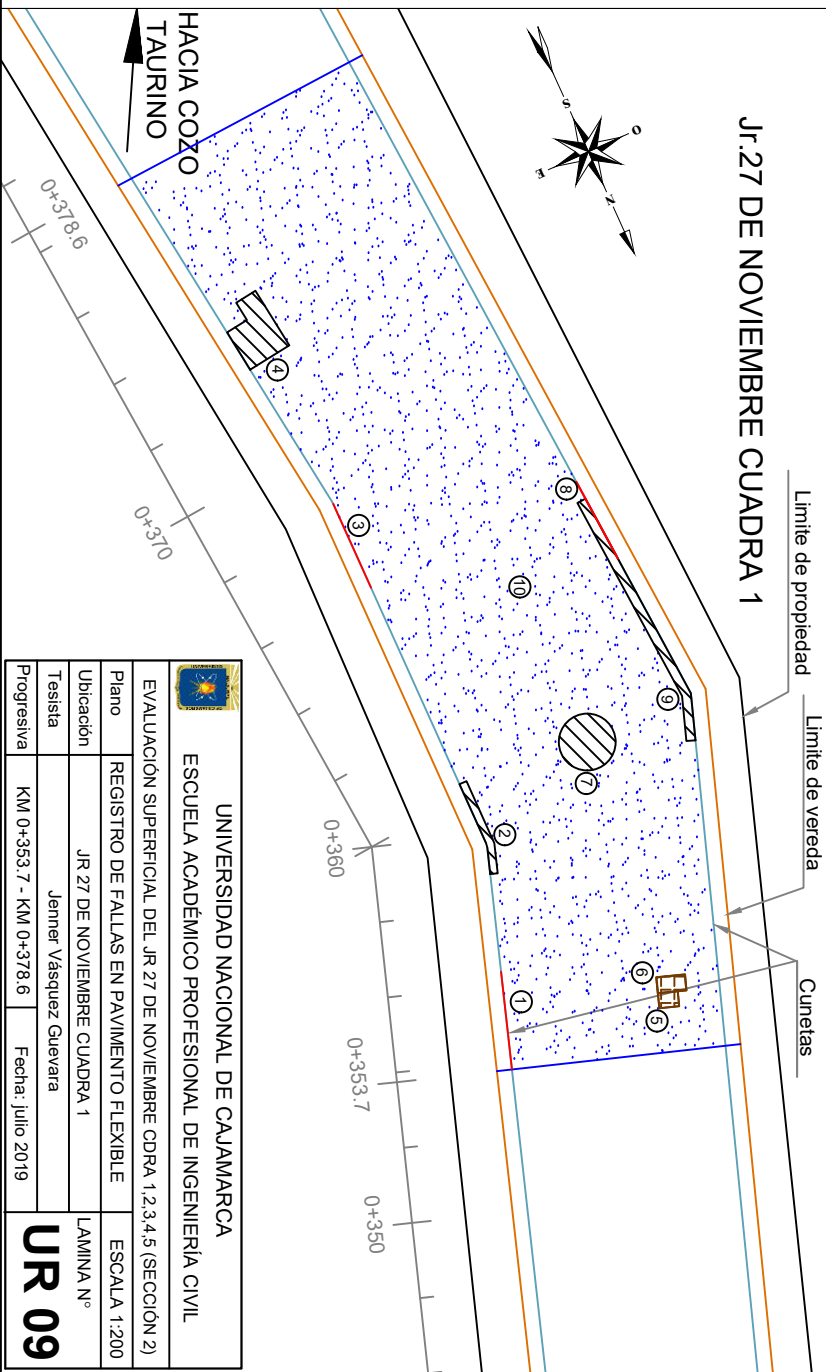 Jr.27 DE NOVIEMBRE CUADRA 1
HACIA COZO
TAURINO
S
O
E
N
Limite de propiedad
Limite de vereda
Cunetas
0+378.6
0+370
0+360
0+353.7
0+350
4
8
3
10
9
7
2
6
5
1
UNIVERSIDAD NACIONAL DE CAJAMARCA
ESCUELA ACADÉMICO PROFESIONAL DE INGENIERÍA CIVIL
EVALUACIÓN SUPERFICIAL DEL JR 27 DE NOVIEMBRE CDRA 1,2,3,4,5 (SECCIÓN 2)
Plano REGISTRO DE FALLAS EN PAVIMENTO FLEXIBLE ESCALA 1:200
Ubicación JR 27 DE NOVIEMBRE CUADRA 1 LAMINA N°
Tesista Jenner Vásquez Guevara
Progresiva KM 0+353.7 - KM 0+378.6 Fecha: julio 2019
UR 09